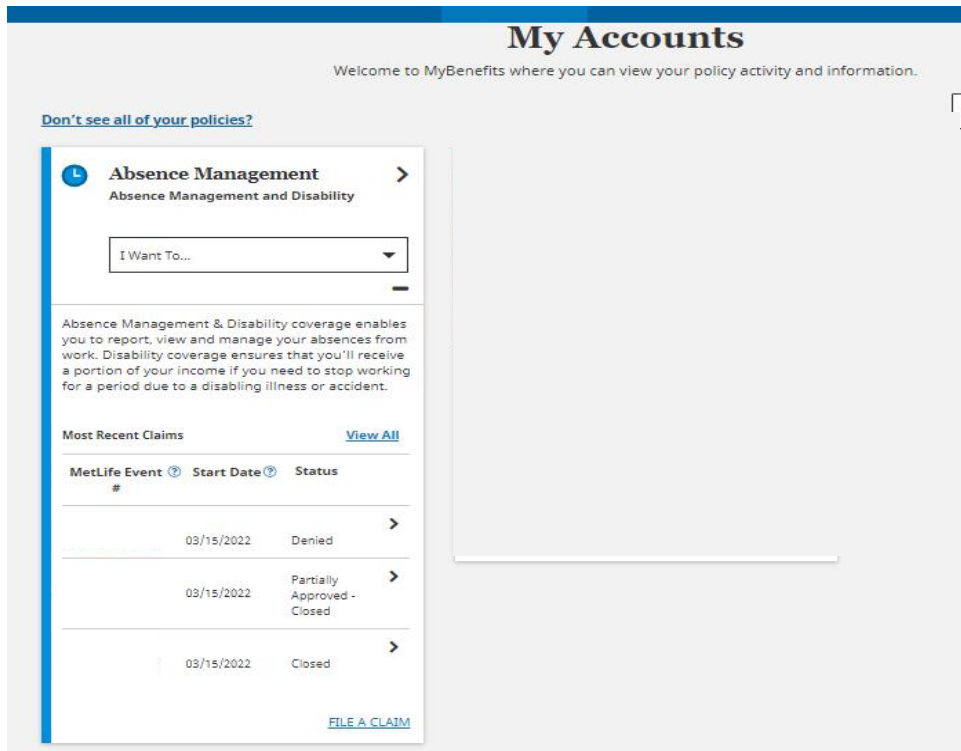 My Accounts
Welcome to MyBenefits where you can view your policy activity and information.
Don't see all of your policies?
Absence Management
Absence Management and Disability
I Want To...
Absence Management & Disability coverage enables
you to report, view and manage your absences from
work. Disability coverage ensures that you'll receive
a portion of your income if you need to stop working
for a period due to a disabling illness or accident.
Most Recent Claims View All
MetLife Event ? Start Date ? Status
#
03/15/2022 Denied
Partially
03/15/2022 Approved -
Closed
03/15/2022 Closed
FILE A CLAIM